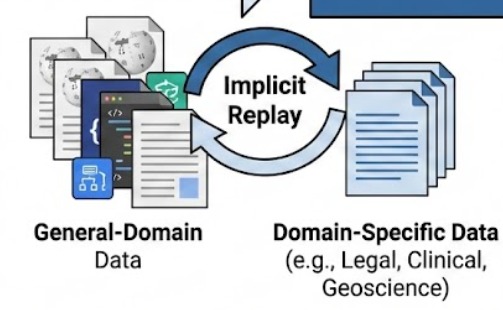 Implicit
Replay
General-Domain
Data
Domain-Specific Data
(e.g., Legal, Clinical,
Geoscience)